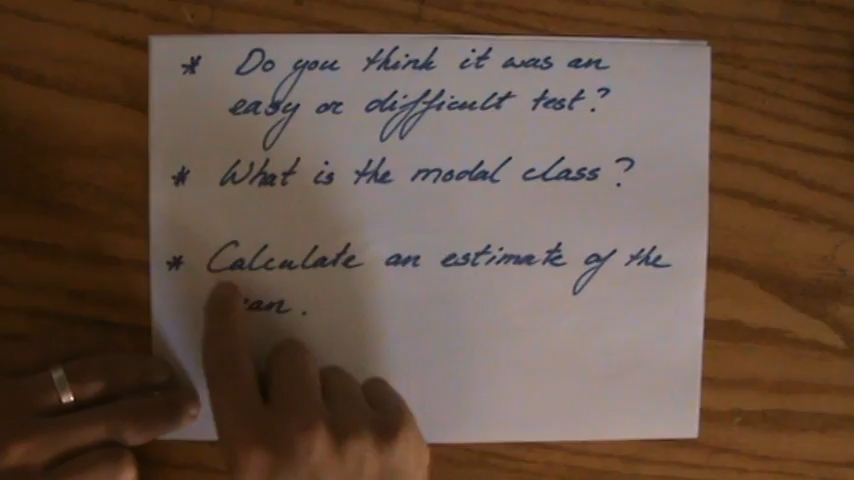 * Do you think it was an
easy or difficult test?
* What is the modal class?
* Calculate an estimate of the